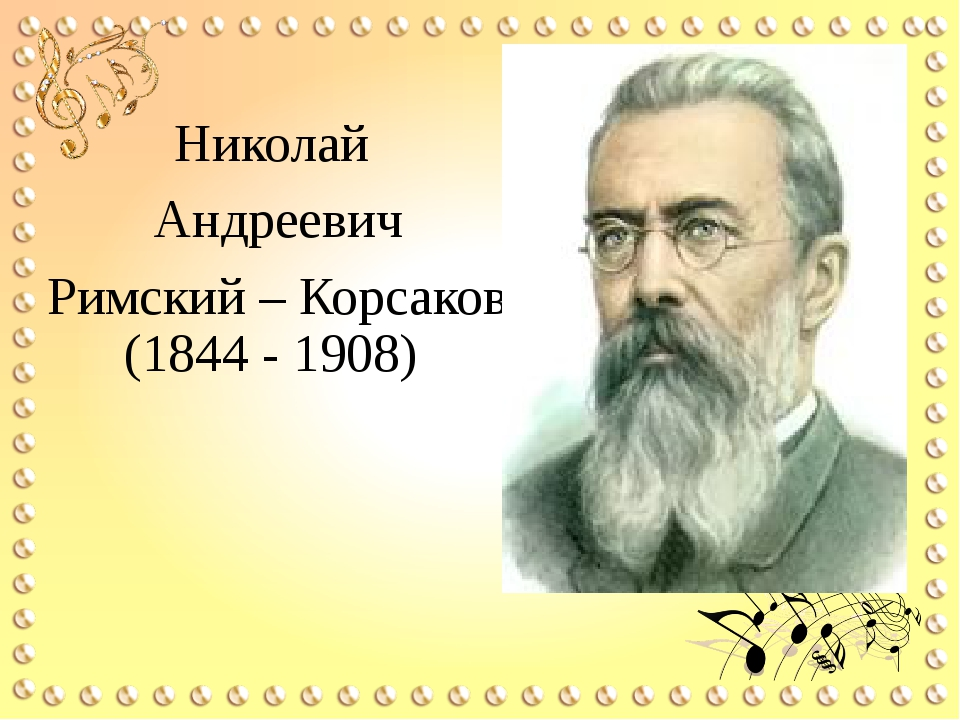 Николай
Андреевич
Римский – Корсаков
(1844 - 1908)